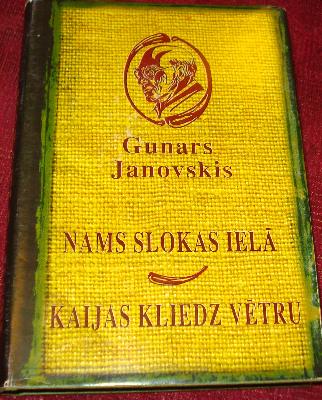 Gunars
Janovskis
NAMS SLOKAS IELĀ
KAIJAS KLIEDZ VĒTRU